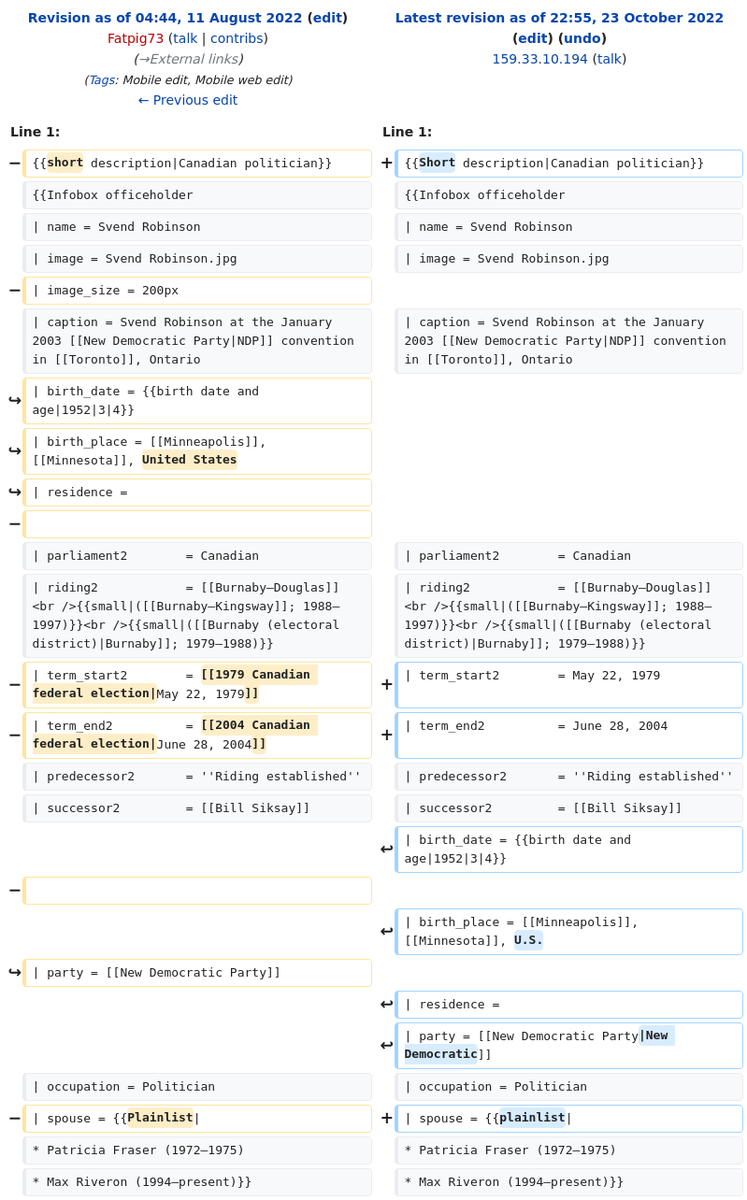 Revision as of 04:44, 11 August 2022 (edit)
Fatpig73 (talk | contribs)
(→External links)
(Tags: Mobile edit, Mobile web edit)
← Previous edit
Latest revision as of 22:55, 23 October 2022
(edit) (undo)
159.33.10.194 (talk)
Line 1:
Line 1:
− {{short description|Canadian politician}}
+ {{Short description|Canadian politician}}
{{Infobox officeholder
{{Infobox officeholder
| name = Svend Robinson
| name = Svend Robinson
| image = Svend Robinson.jpg
| image = Svend Robinson.jpg
− | image_size = 200px
| caption = Svend Robinson at the January
2003 [[New Democratic Party|NDP]] convention
in [[Toronto]], Ontario
| caption = Svend Robinson at the January
2003 [[New Democratic Party|NDP]] convention
in [[Toronto]], Ontario
↪ | birth_date = {{birth date and
age|1952|3|4}}
↪ | birth_place = [[Minneapolis]],
[[Minnesota]], United States
↪ | residence =
−
| parliament2 = Canadian
| parliament2 = Canadian
| riding2 = [[Burnaby—Douglas]]
<br />{{small|([[Burnaby—Kingsway]]; 1988–
1997)}}<br />{{small|([[Burnaby (electoral
district)|Burnaby]]; 1979–1988)}}
| riding2 = [[Burnaby—Douglas]]
<br />{{small|([[Burnaby—Kingsway]]; 1988–
1997)}}<br />{{small|([[Burnaby (electoral
district)|Burnaby]]; 1979–1988)}}
− | term_start2 = [[1979 Canadian
federal election|May 22, 1979]]
+ | term_start2 = May 22, 1979
− | term_end2 = [[2004 Canadian
federal election|June 28, 2004]]
+ | term_end2 = June 28, 2004
| predecessor2 = ''Riding established''
| predecessor2 = ''Riding established''
| successor2 = [[Bill Siksay]]
| successor2 = [[Bill Siksay]]
↩ | birth_date = {{birth date and
age|1952|3|4}}
−
↩ | birth_place = [[Minneapolis]],
[[Minnesota]], U.S.
↪ | party = [[New Democratic Party]]
↩ | residence =
↩ | party = [[New Democratic Party|New
Democratic]]
| occupation = Politician
| occupation = Politician
− | spouse = {{Plainlist|
+ | spouse = {{plainlist|
* Patricia Fraser (1972–1975)
* Patricia Fraser (1972–1975)
* Max Riveron (1994–present)}}
* Max Riveron (1994–present)}}